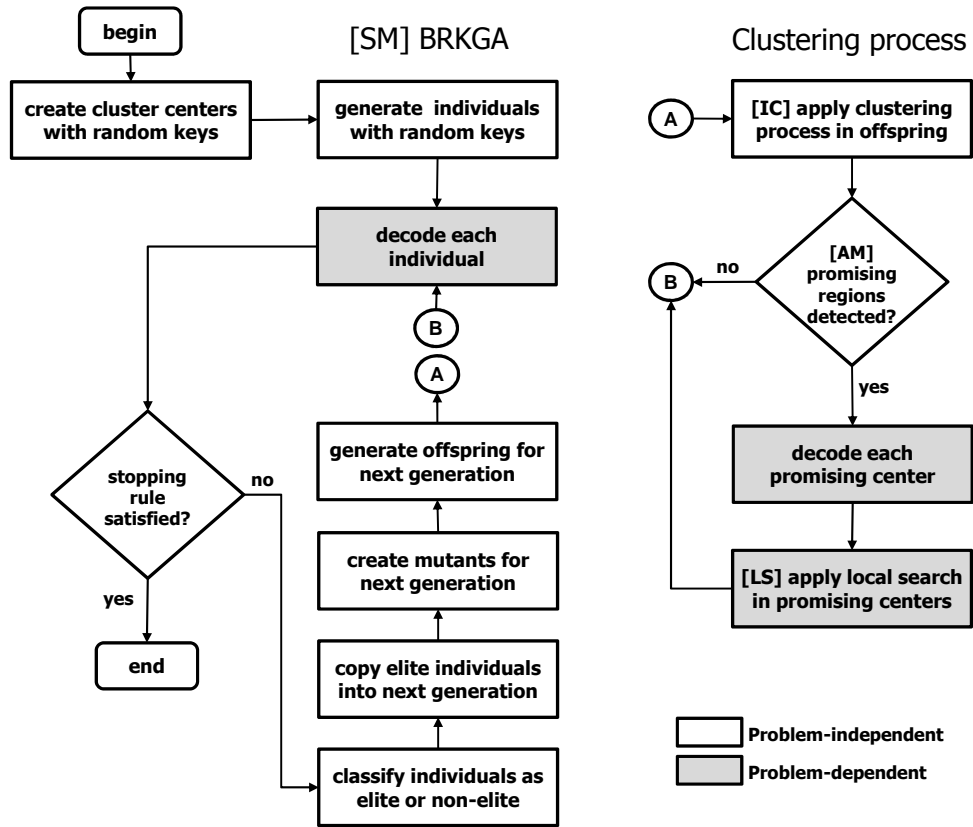 begin
[SM] BRKGA
Clustering process
create cluster centers
with random keys
generate individuals
with random keys
A
[IC] apply clustering
process in offspring
decode each
individual
[AM]
promising
regions
detected?
no
B
yes
B
A
generate offspring for
next generation
decode each
promising center
stopping
rule
satisfied?
no
yes
create mutants for
next generation
[LS] apply local search
in promising centers
end
copy elite individuals
into next generation
classify individuals as
elite or non-elite
Problem-independent
Problem-dependent